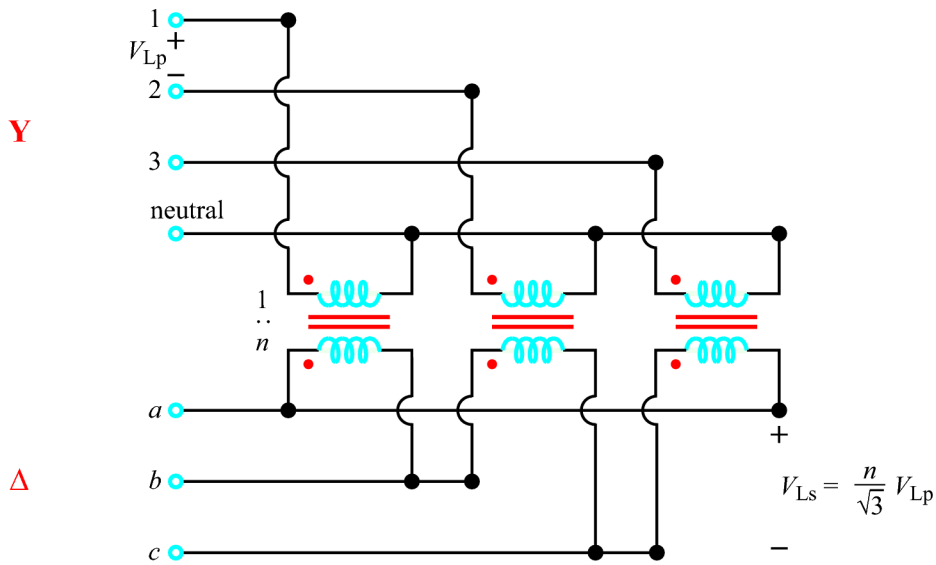 1
+
V_Lp
−
2
Y
3
neutral
1
:
n
a
+
Δ
b
V_Ls = n/√3 V_Lp
c
−